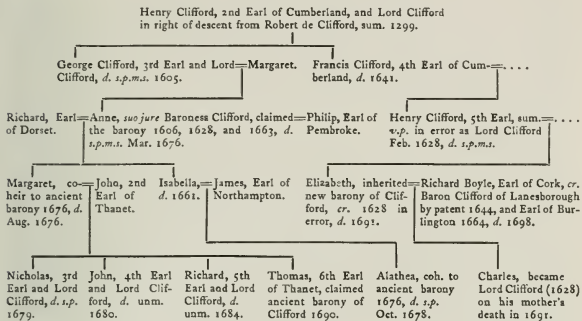 Henry Clifford, 2nd Earl of Cumberland, and Lord Clifford
in right of descent from Robert de Clifford, sum. 1299.
George Clifford, 3rd Earl and Lord=Margaret.
Clifford, d. s.p.m.s. 1605.
Francis Clifford, 4th Earl of Cum-=. . . .
berland, d. 1641.
Richard, Earl=Anne, suo jure Baroness Clifford, claimed=Philip, Earl of
of Dorset. the barony 1606, 1628, and 1663, d. Pembroke.
s.p.m.s. Mar. 1676.
Henry Clifford, 5th Earl, sum.=. . . .
v.p. in error as Lord Clifford
Feb. 1628, d. s.p.m.s.
Margaret, co-=John, 2nd
heir to ancient Earl of
barony 1676, d. Thanet.
Aug. 1676.
Isabella,=James, Earl of
d. 1661. Northampton.
Elizabeth, inherited=Richard Boyle, Earl of Cork, cr.
new barony of Clif- Baron Clifford of Lanesborough
ford, cr. 1628 in by patent 1644, and Earl of Bur-
error, d. 1691. lington 1664, d. 1698.
Nicholas, 3rd
Earl and Lord
Clifford, d. s.p.
1679.
John, 4th Earl
and Lord Clif-
ford, d. unm.
1680.
Richard, 5th
Earl and Lord
Clifford, d.
unm. 1684.
Thomas, 6th Earl
of Thanet, claimed
ancient barony of
Clifford 1690.
Alathea, coh. to
ancient barony
1676, d. s.p.
Oct. 1678.
Charles, became
Lord Clifford (1628)
on his mother's
death in 1691.